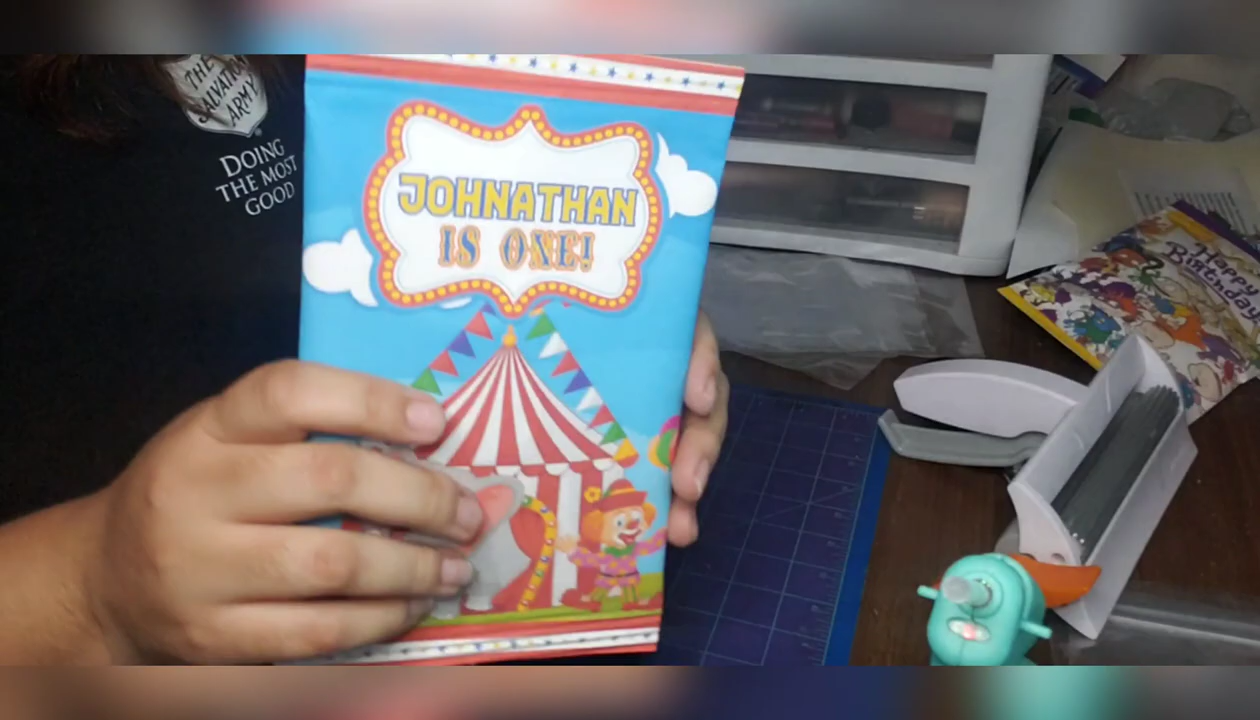 THE
SALVATION
ARMY
DOING
THE MOST
GOOD
JOHNATHAN
IS ONE!
Happy
Birthday